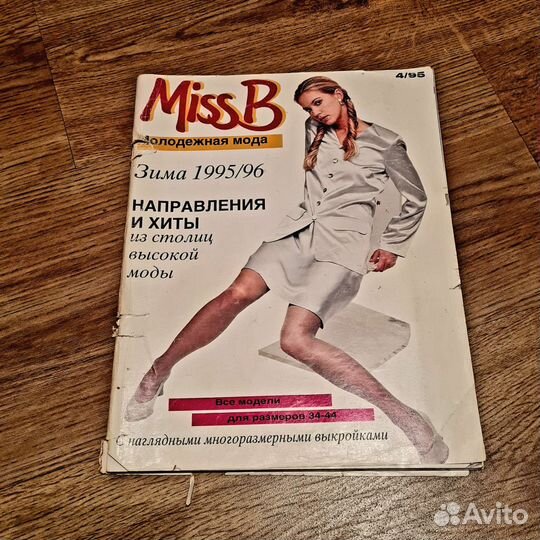 4/95
Miss B
Молодежная мода
Зима 1995/96
НАПРАВЛЕНИЯ
И ХИТЫ
из столиц
высокой
моды
Все модели
для размеров 34-44
С наглядными многоразмерными выкройками
Avito